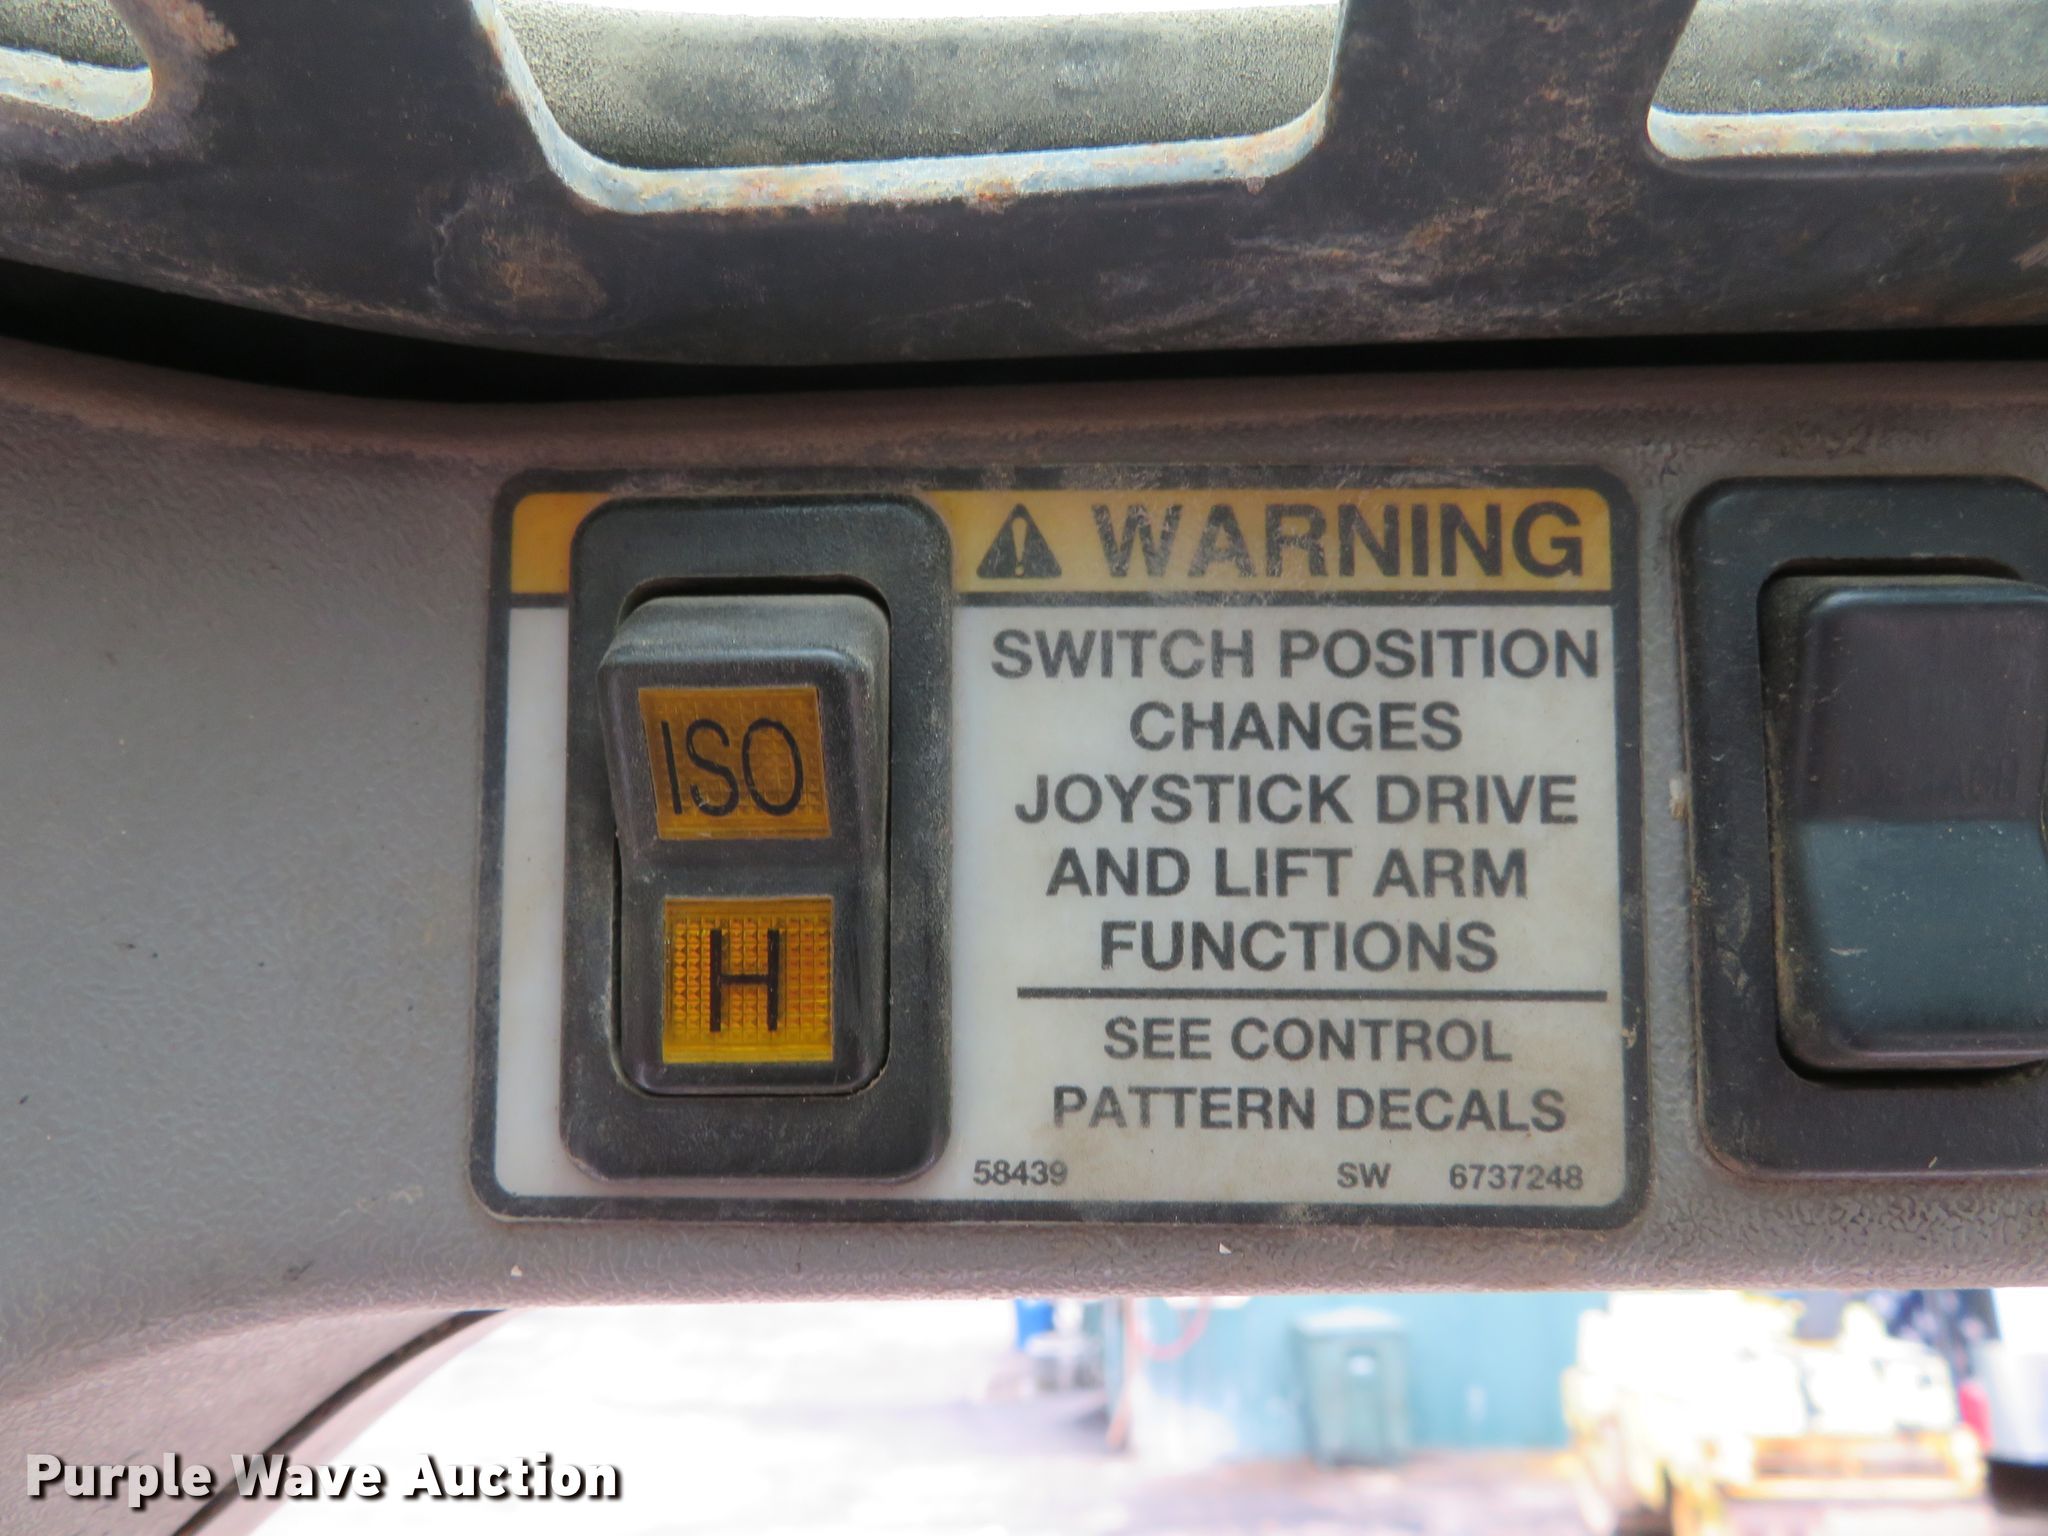 WARNING
ISO
H
SWITCH POSITION
CHANGES
JOYSTICK DRIVE
AND LIFT ARM
FUNCTIONS
SEE CONTROL
PATTERN DECALS
58439 SW 6737248
Purple Wave Auction